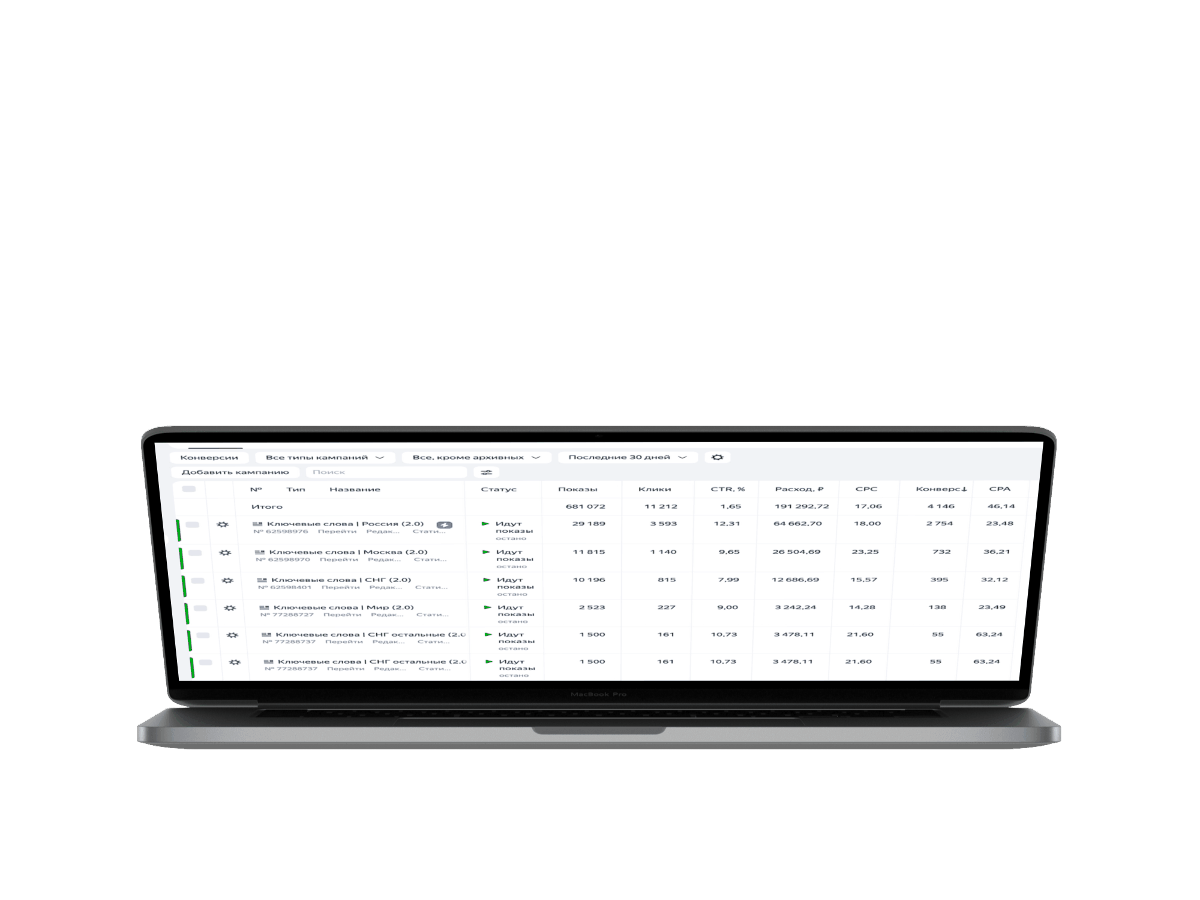 Конверсии Все типы кампаний Все, кроме архивных Последние 30 дней
Добавить кампанию Поиск
№ Тип Название Статус Показы Клики CTR, % Расход, ₽ CPC Конверс↓ CPA
Итого 681 072 11 212 1,65 191 292,72 17,06 4 146 46,14
Ключевые слова | Россия (2.0) Идут 29 189 3 593 12,31 64 662,70 18,00 2 754 23,48
№ 62598976 Перейти Редак... Стати... показы
остано
Ключевые слова | Москва (2.0) Идут 11 815 1 140 9,65 26 504,69 23,25 732 36,21
№ 62598970 Перейти Редак... Стати... показы
остано
Ключевые слова | СНГ (2.0) Идут 10 196 815 7,99 12 686,69 15,57 395 32,12
№ 62598401 Перейти Редак... Стати... показы
остано
Ключевые слова | Мир (2.0) Идут 2 523 227 9,00 3 242,24 14,28 138 23,49
№ 77288727 Перейти Редак... Стати... показы
остано
Ключевые слова | СНГ остальные (2.0 Идут 1 500 161 10,73 3 478,11 21,60 55 63,24
№ 77288737 Перейти Редак... Стати... показы
остано
Ключевые слова | СНГ остальные (2.0 Идут 1 500 161 10,73 3 478,11 21,60 55 63,24
№ 77288737 Перейти Редак... Стати... показы
остано
MacBook Pro